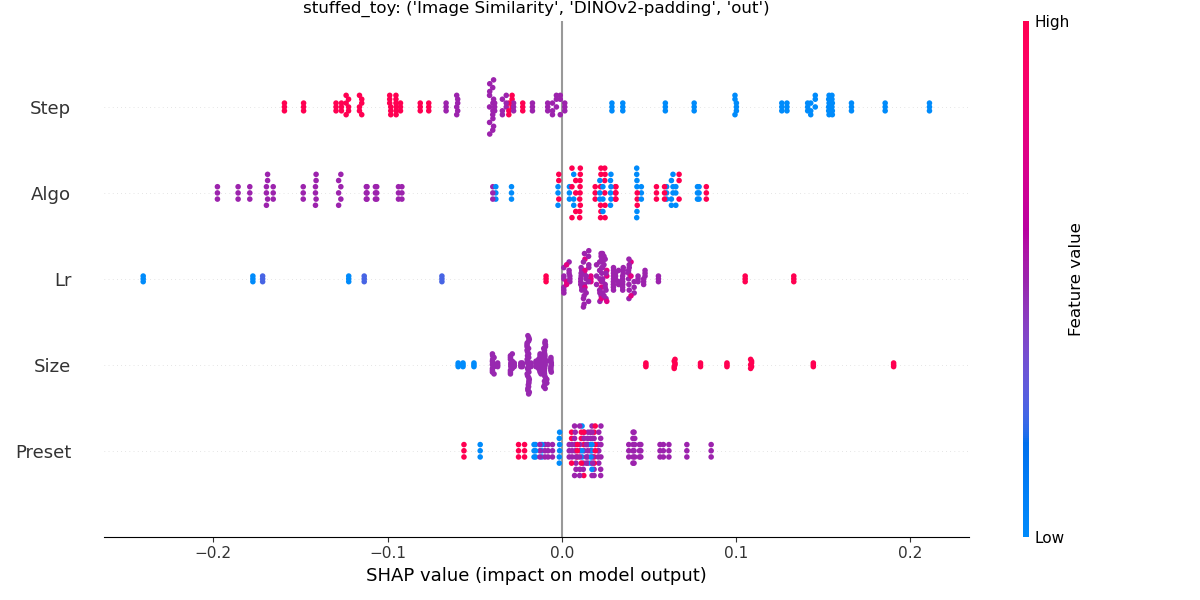 stuffed_toy: ('Image Similarity', 'DINOv2-padding', 'out')
High
Step
Algo
Lr
Size
Preset
Feature value
Low
−0.2 −0.1 0.0 0.1 0.2
SHAP value (impact on model output)